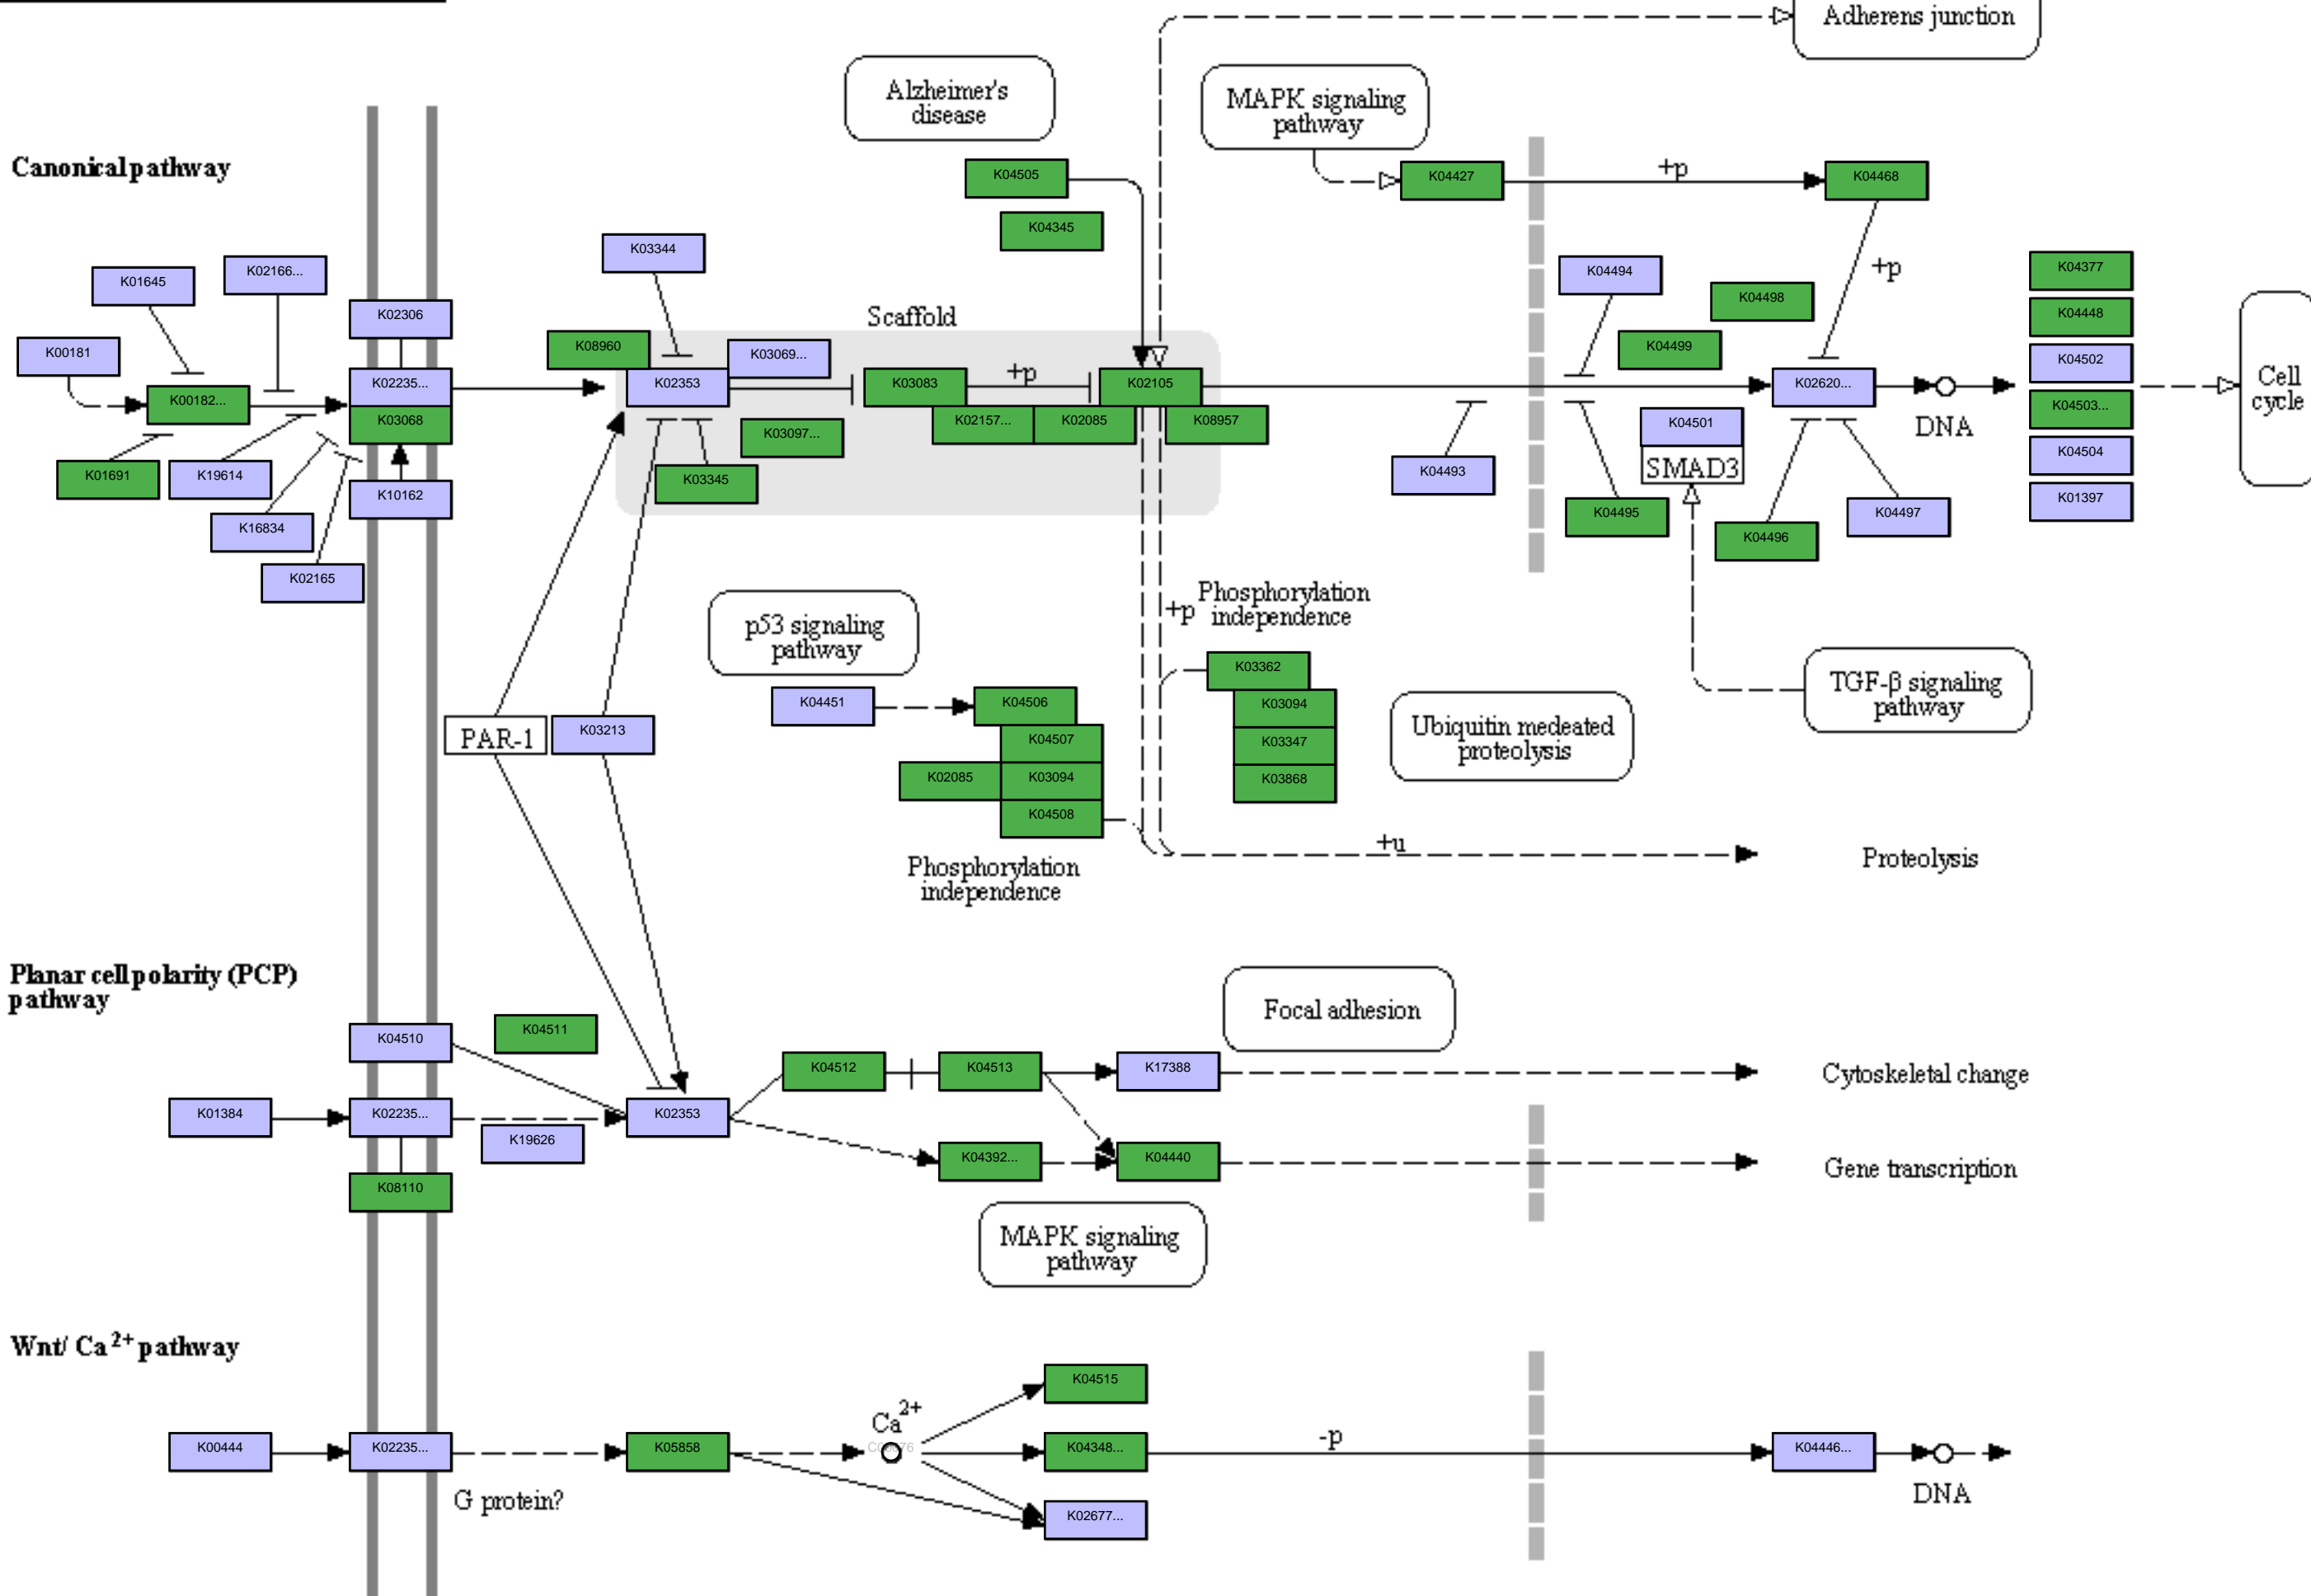 Adherens junction
Alzheimer's
disease
MAPK signaling
pathway
Canonical pathway
K04505
K04427
+p
K04468
K04345
K03344
K01645
K02166...
K04494
+p
K04377
K04498
K04448
K02306
Scaffold
K00181
K08960
K03069...
K04499
K04502
K02235...
K02353
K03083
+p
K02105
K02620...
DNA
Cell
cycle
K00182...
K03068
K03097...
K02157...
K02085
K08957
K04501
K04503...
K01691
K19614
K10162
K03345
K04493
SMAD3
K04504
K16834
K04495
K04496
K04497
K01397
K02165
p53 signaling
pathway
+p
Phosphorylation
independence
K03362
K04451
K04506
K03094
TGF-β signaling
pathway
PAR-1
K03213
K04507
K03347
Ubiquitin medeated
proteolysis
K02085
K03094
K03868
K04508
+u
Proteolysis
Phosphorylation
independence
Planar cell polarity (PCP)
pathway
Focal adhesion
K04510
K04511
K04512
K04513
K17388
Cytoskeletal change
K01384
K02235...
K19626
K02353
K04392...
K04440
Gene transcription
K08110
MAPK signaling
pathway
Wnt/ Ca2+ pathway
K04515
Ca2+
K00444
K02235...
K05858
K04348...
-p
K04446...
DNA
G protein?
K02677...